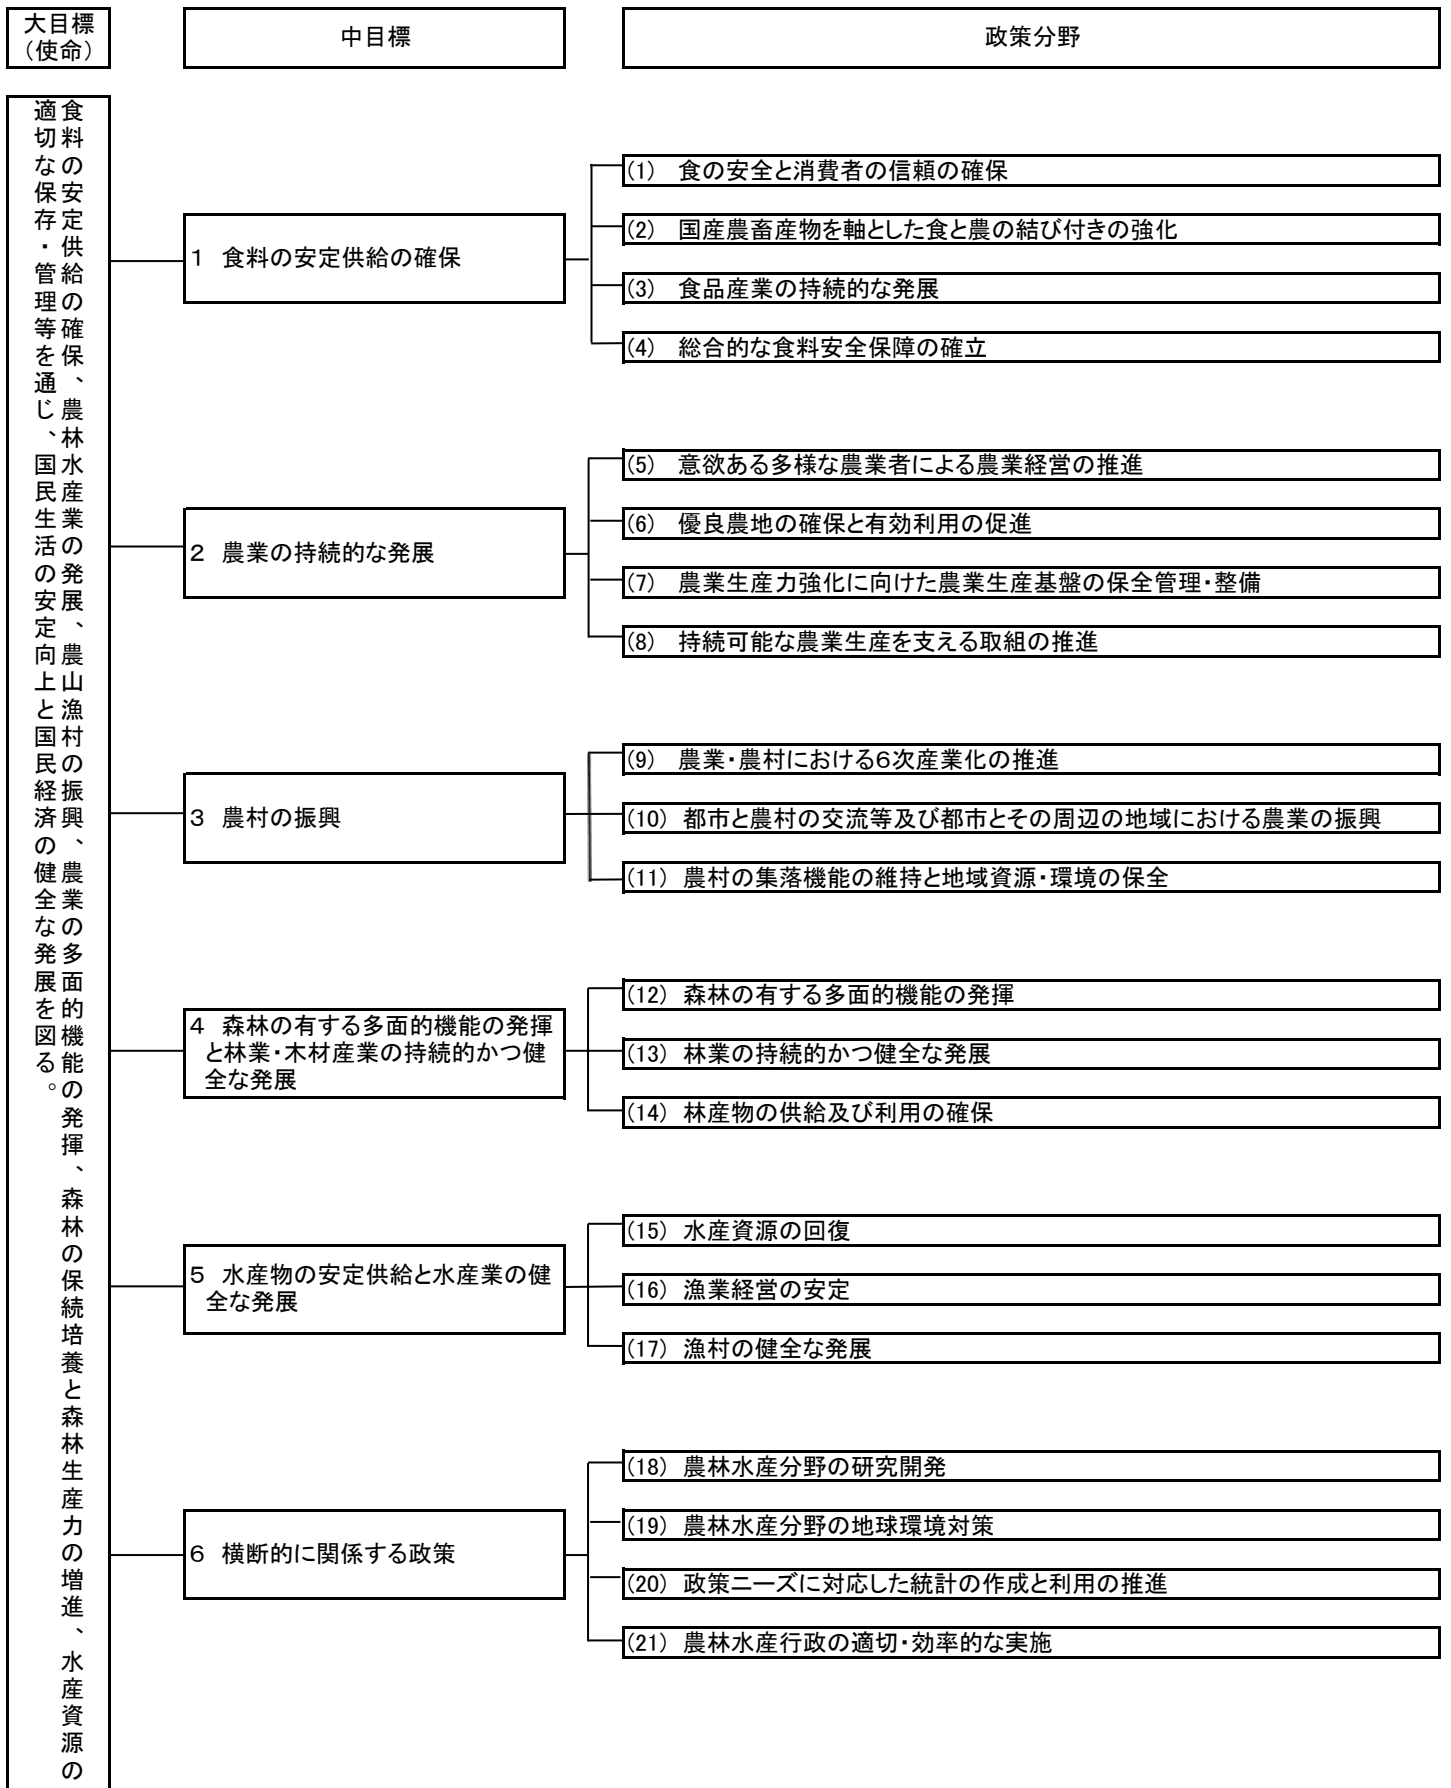 大目標
（使命）
中目標
政策分野
食料の安定供給の確保、農林水産業の発展、農山漁村の振興、農業の多面的機能の発揮、森林の保続培養と森林生産力の増進、水産資源の
適切な保存・管理等を通じ、国民生活の安定向上と国民経済の健全な発展を図る。
1 食料の安定供給の確保
(1) 食の安全と消費者の信頼の確保
(2) 国産農畜産物を軸とした食と農の結び付きの強化
(3) 食品産業の持続的な発展
(4) 総合的な食料安全保障の確立
2 農業の持続的な発展
(5) 意欲ある多様な農業者による農業経営の推進
(6) 優良農地の確保と有効利用の促進
(7) 農業生産力強化に向けた農業生産基盤の保全管理・整備
(8) 持続可能な農業生産を支える取組の推進
3 農村の振興
(9) 農業・農村における6次産業化の推進
(10) 都市と農村の交流等及び都市とその周辺の地域における農業の振興
(11) 農村の集落機能の維持と地域資源・環境の保全
4 森林の有する多面的機能の発揮
と林業・木材産業の持続的かつ健
全な発展
(12) 森林の有する多面的機能の発揮
(13) 林業の持続的かつ健全な発展
(14) 林産物の供給及び利用の確保
5 水産物の安定供給と水産業の健
全な発展
(15) 水産資源の回復
(16) 漁業経営の安定
(17) 漁村の健全な発展
6 横断的に関係する政策
(18) 農林水産分野の研究開発
(19) 農林水産分野の地球環境対策
(20) 政策ニーズに対応した統計の作成と利用の推進
(21) 農林水産行政の適切・効率的な実施